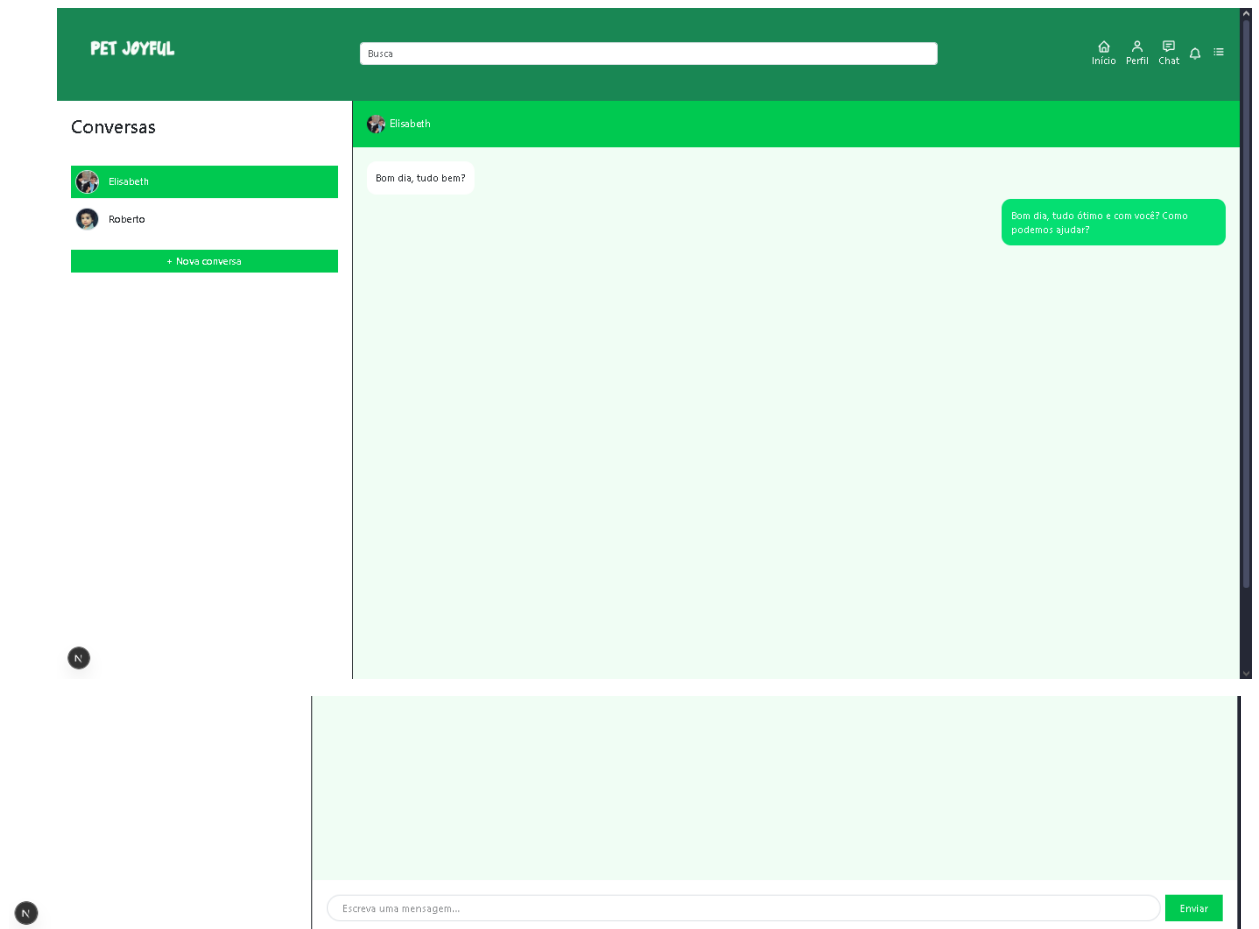 PET JOYFUL
Busca
Início
Perfil
Chat
Conversas
Elisabeth
Roberto
+ Nova conversa
Elisabeth
Bom dia, tudo bem?
Bom dia, tudo ótimo e com você? Como
podemos ajudar?
N
N
Escreva uma mensagem...
Enviar